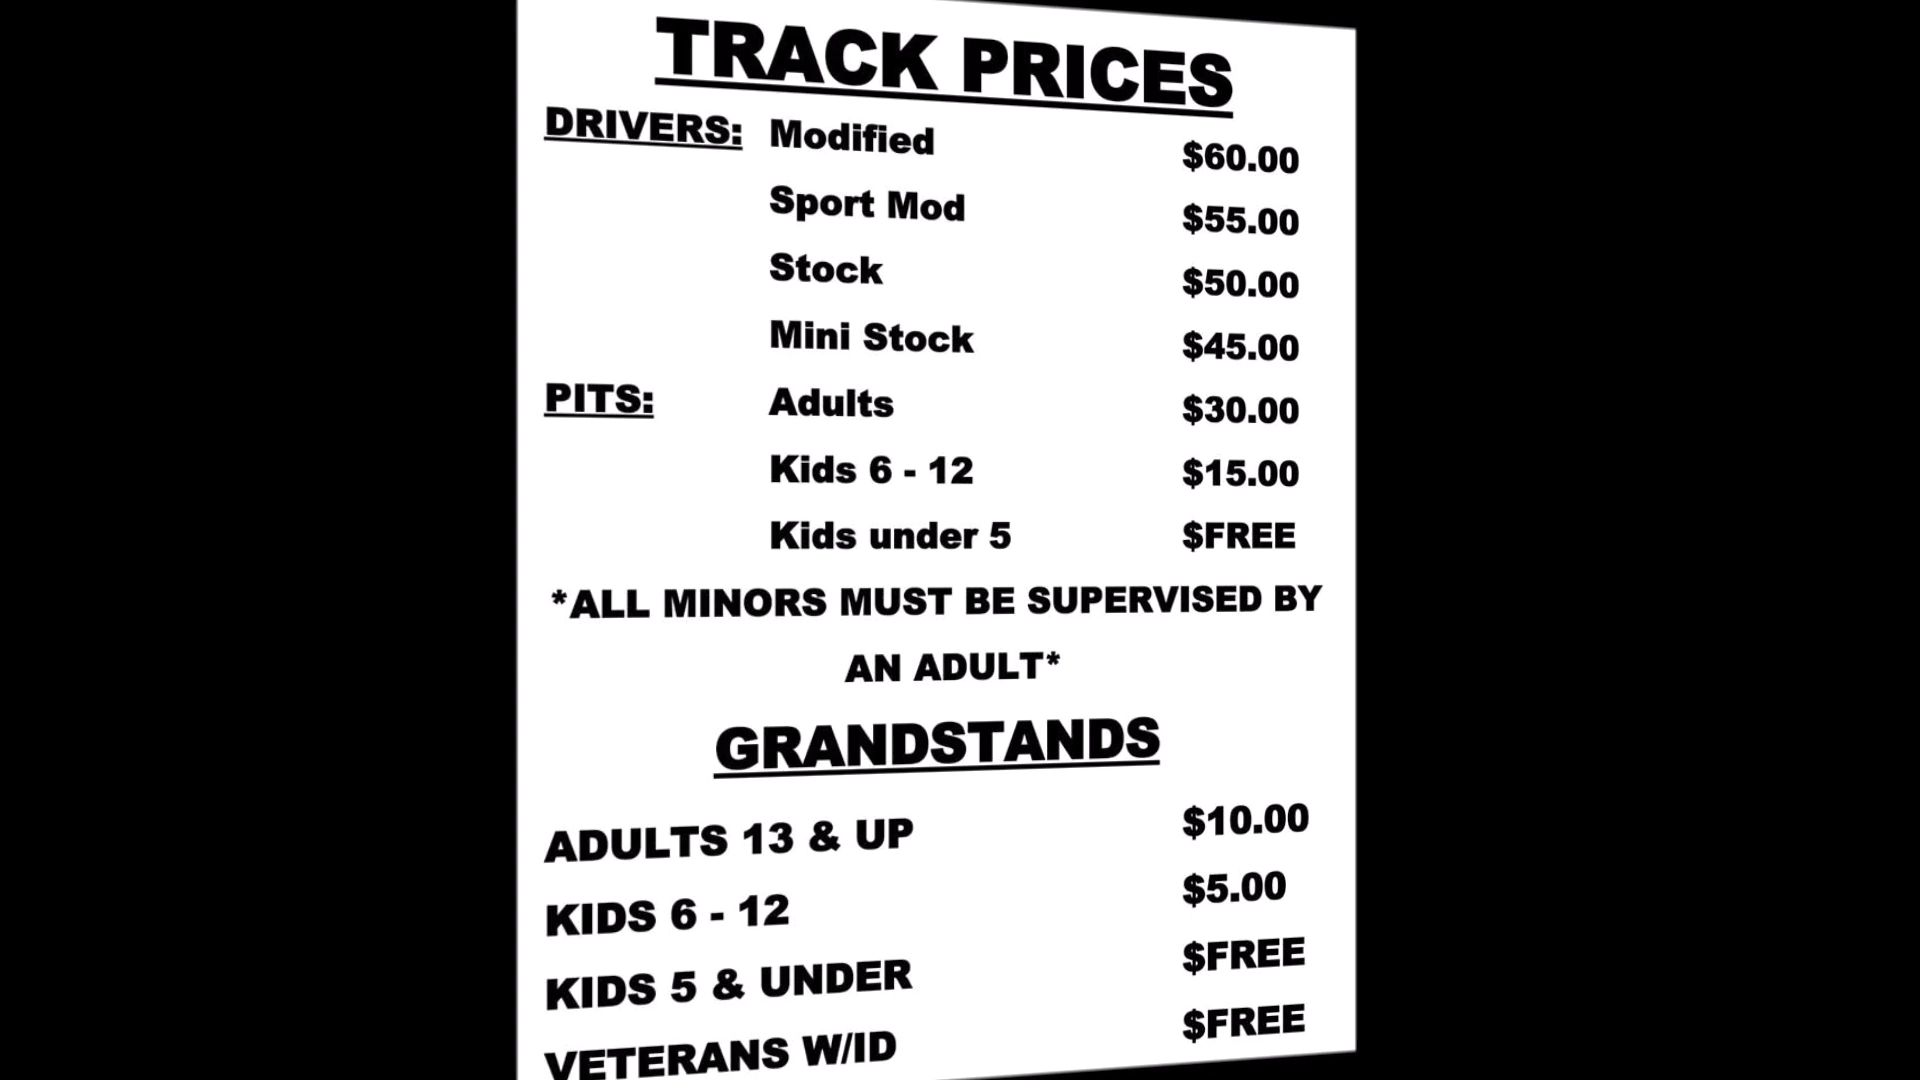 TRACK PRICES
DRIVERS: Modified $60.00
Sport Mod $55.00
Stock $50.00
Mini Stock $45.00
PITS: Adults $30.00
Kids 6 - 12 $15.00
Kids under 5 $FREE
*ALL MINORS MUST BE SUPERVISED BY
AN ADULT*
GRANDSTANDS
ADULTS 13 & UP $10.00
KIDS 6 - 12 $5.00
KIDS 5 & UNDER $FREE
VETERANS W/ID $FREE